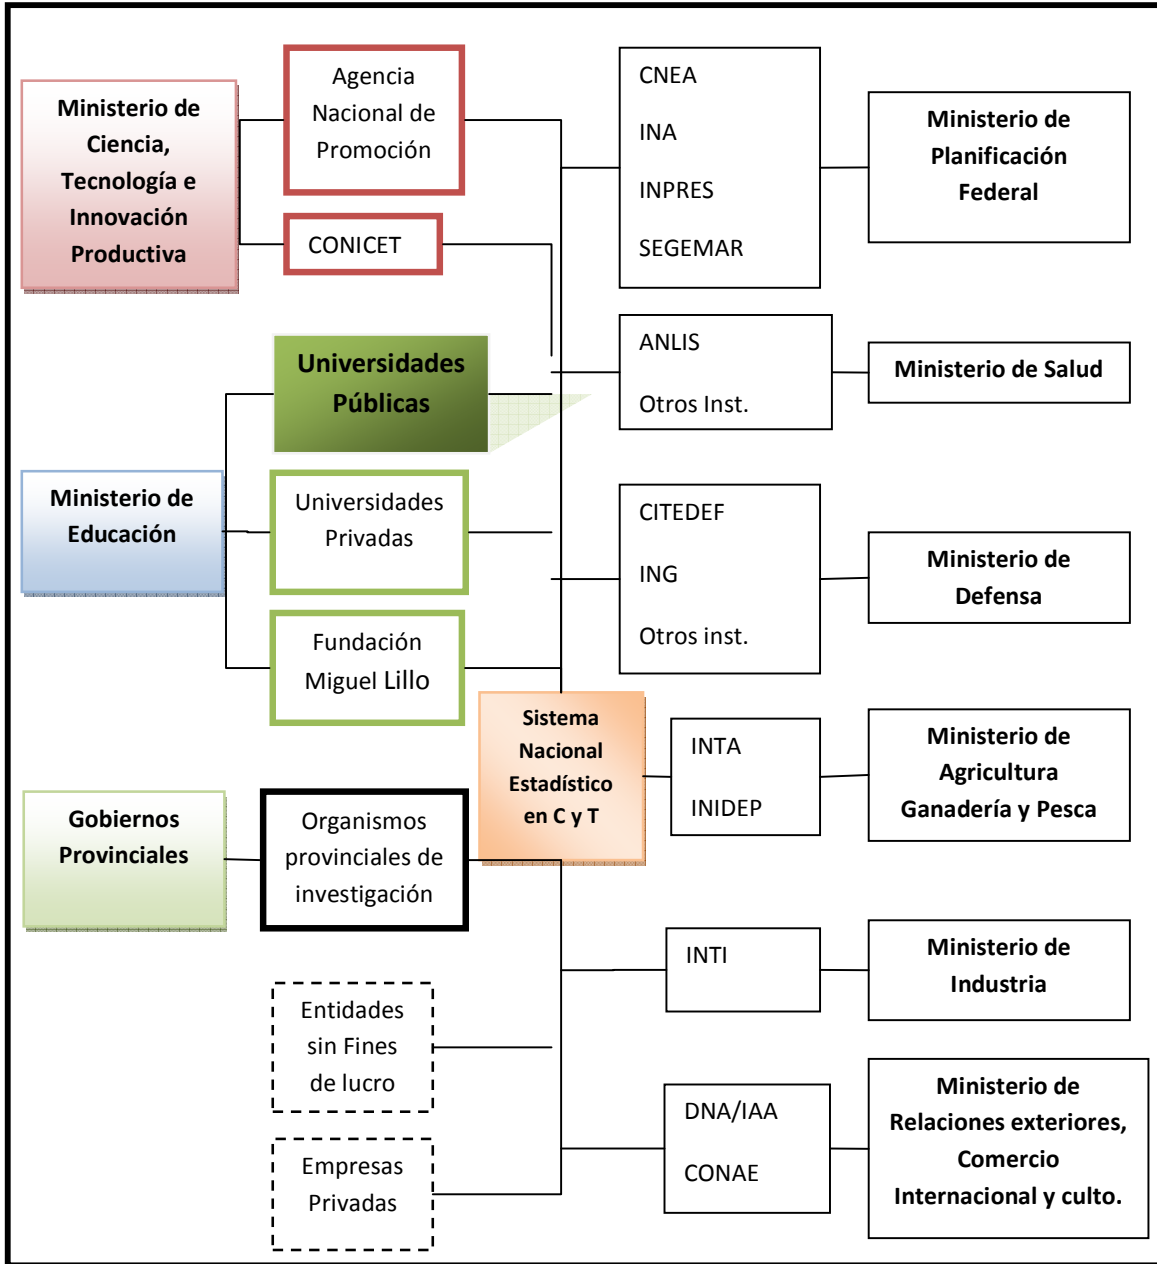 Ministerio de
Ciencia,
Tecnología e
Innovación
Productiva
Agencia
Nacional de
Promoción
CONICET
CNEA
INA
INPRES
SEGEMAR
Ministerio de
Planificación
Federal
Universidades
Públicas
ANLIS
Otros Inst.
Ministerio de Salud
Ministerio de
Educación
Universidades
Privadas
Fundación
Miguel Lillo
CITEDEF
ING
Otros inst.
Ministerio de
Defensa
Sistema
Nacional
Estadístico
en C y T
INTA
INIDEP
Ministerio de
Agricultura
Ganadería y Pesca
Gobiernos
Provinciales
Organismos
provinciales de
investigación
INTI
Ministerio de
Industria
Entidades
sin Fines
de lucro
Empresas
Privadas
DNA/IAA
CONAE
Ministerio de
Relaciones exteriores,
Comercio
Internacional y culto.